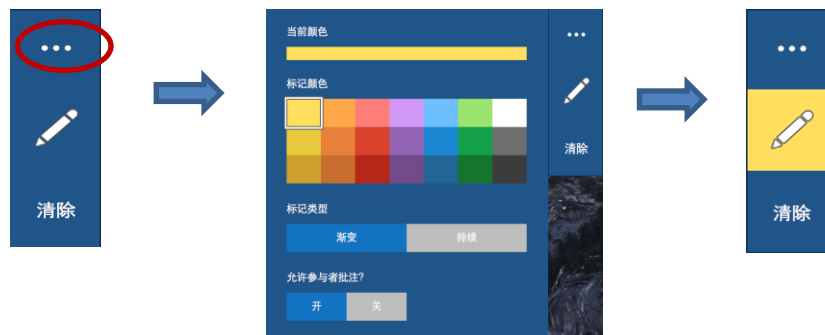 清除
当前颜色
标记颜色
标记类型
渐变 持续
允许参与者批注?
开 关
清除
清除